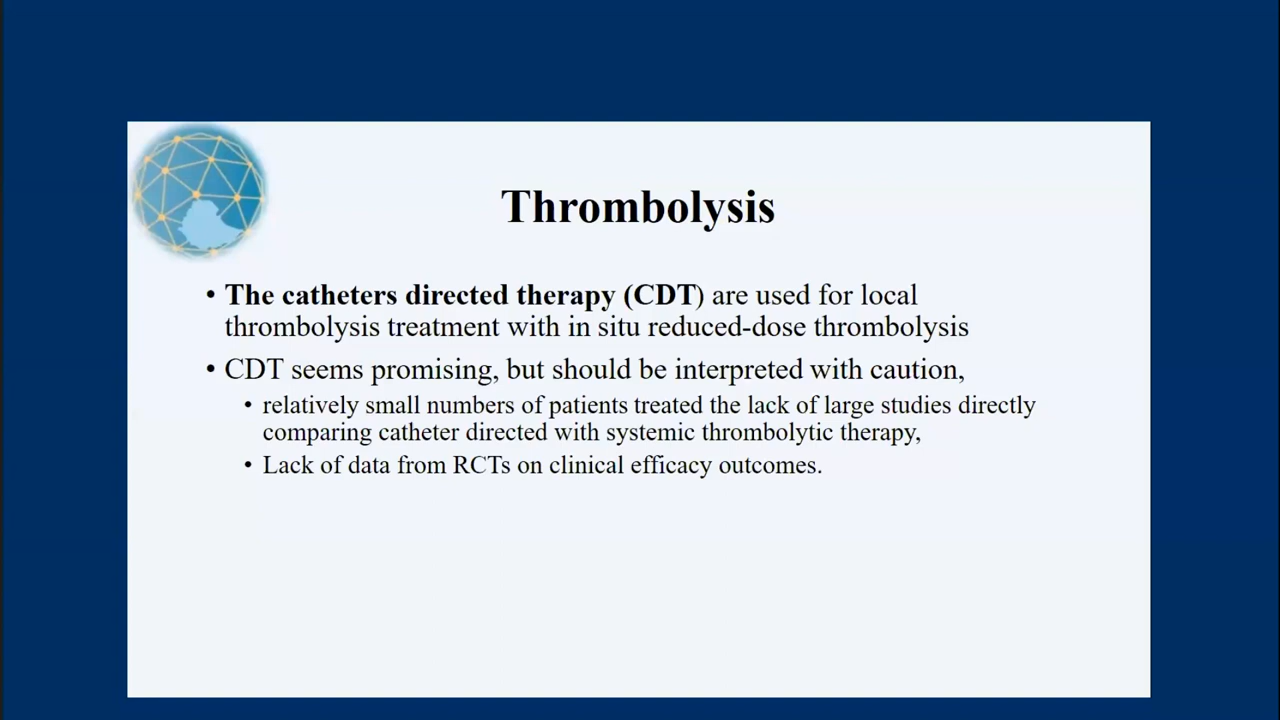 Thrombolysis
• The catheters directed therapy (CDT) are used for local
thrombolysis treatment with in situ reduced-dose thrombolysis
• CDT seems promising, but should be interpreted with caution,
• relatively small numbers of patients treated the lack of large studies directly
comparing catheter directed with systemic thrombolytic therapy,
• Lack of data from RCTs on clinical efficacy outcomes.